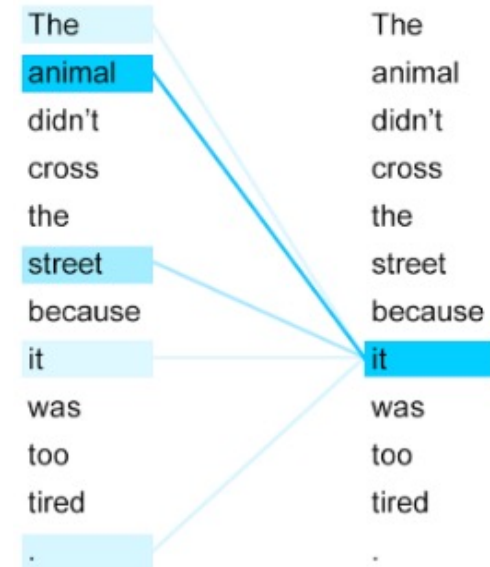 The
animal
didn't
cross
the
street
because
it
was
too
tired
.
The
animal
didn't
cross
the
street
because
it
was
too
tired
.